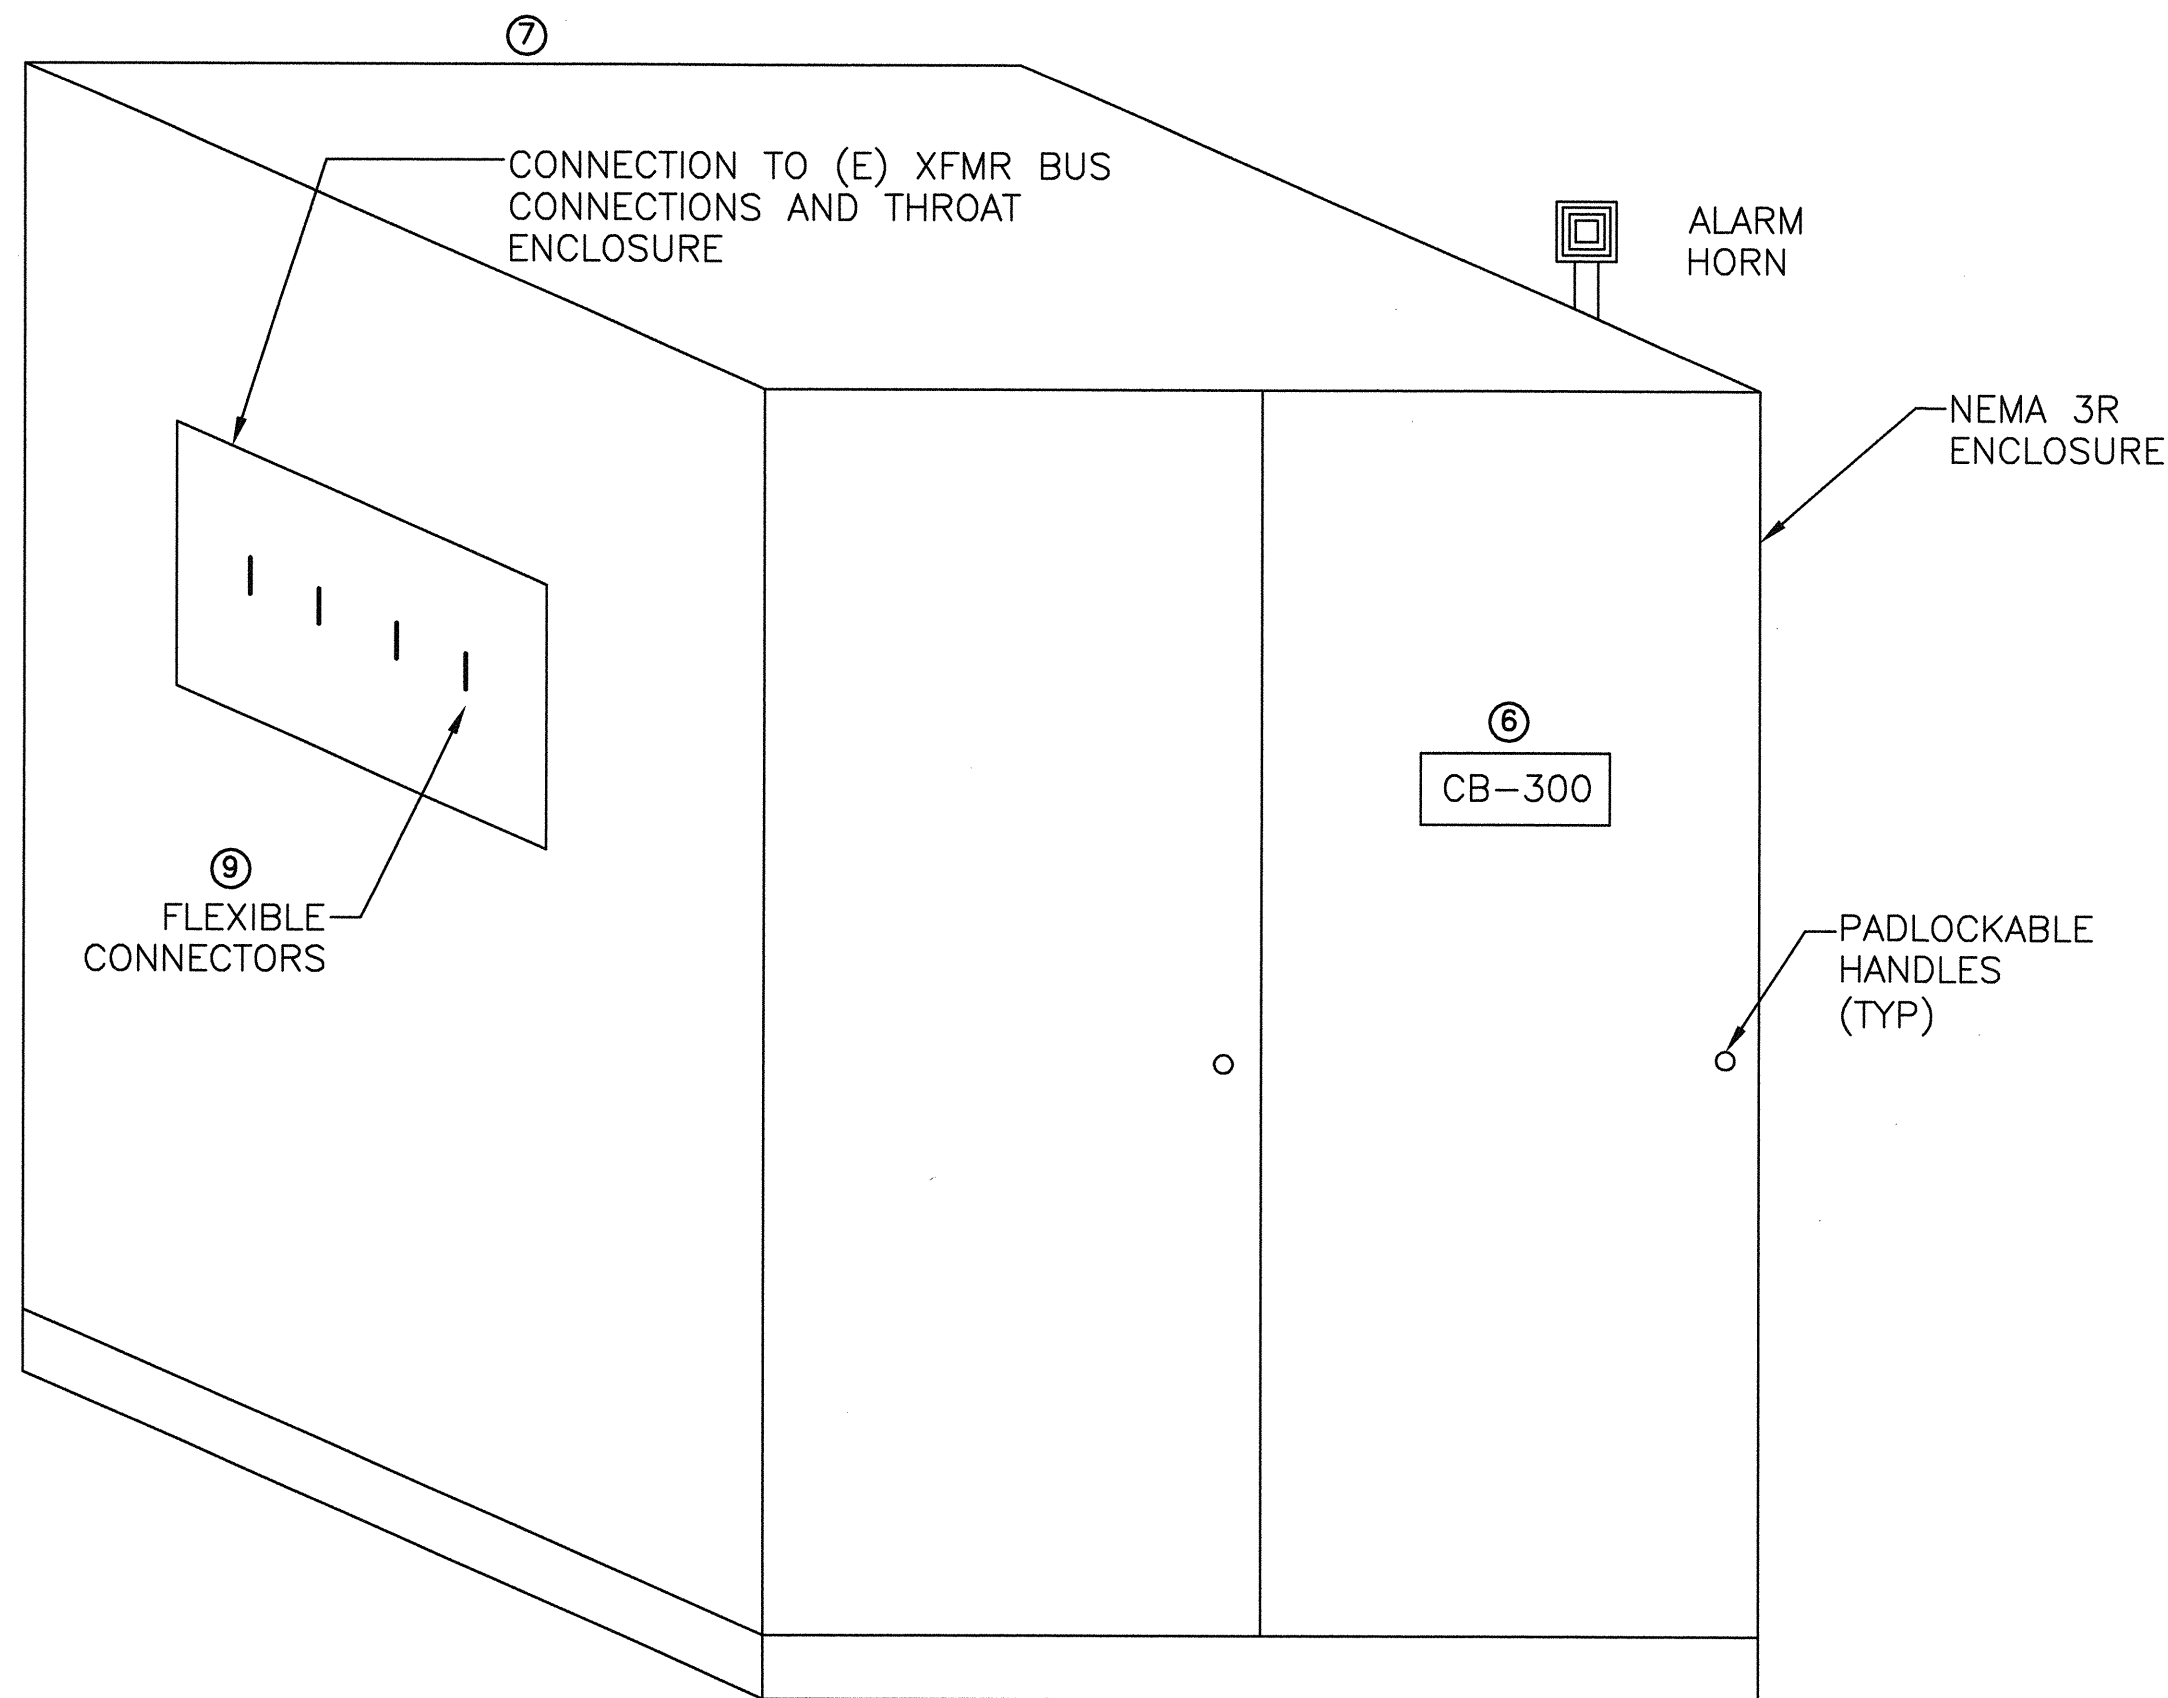 7
CONNECTION TO (E) XFMR BUS
CONNECTIONS AND THROAT
ENCLOSURE
ALARM
HORN
NEMA 3R
ENCLOSURE
6
CB-300
9
FLEXIBLE
CONNECTORS
PADLOCKABLE
HANDLES
(TYP)